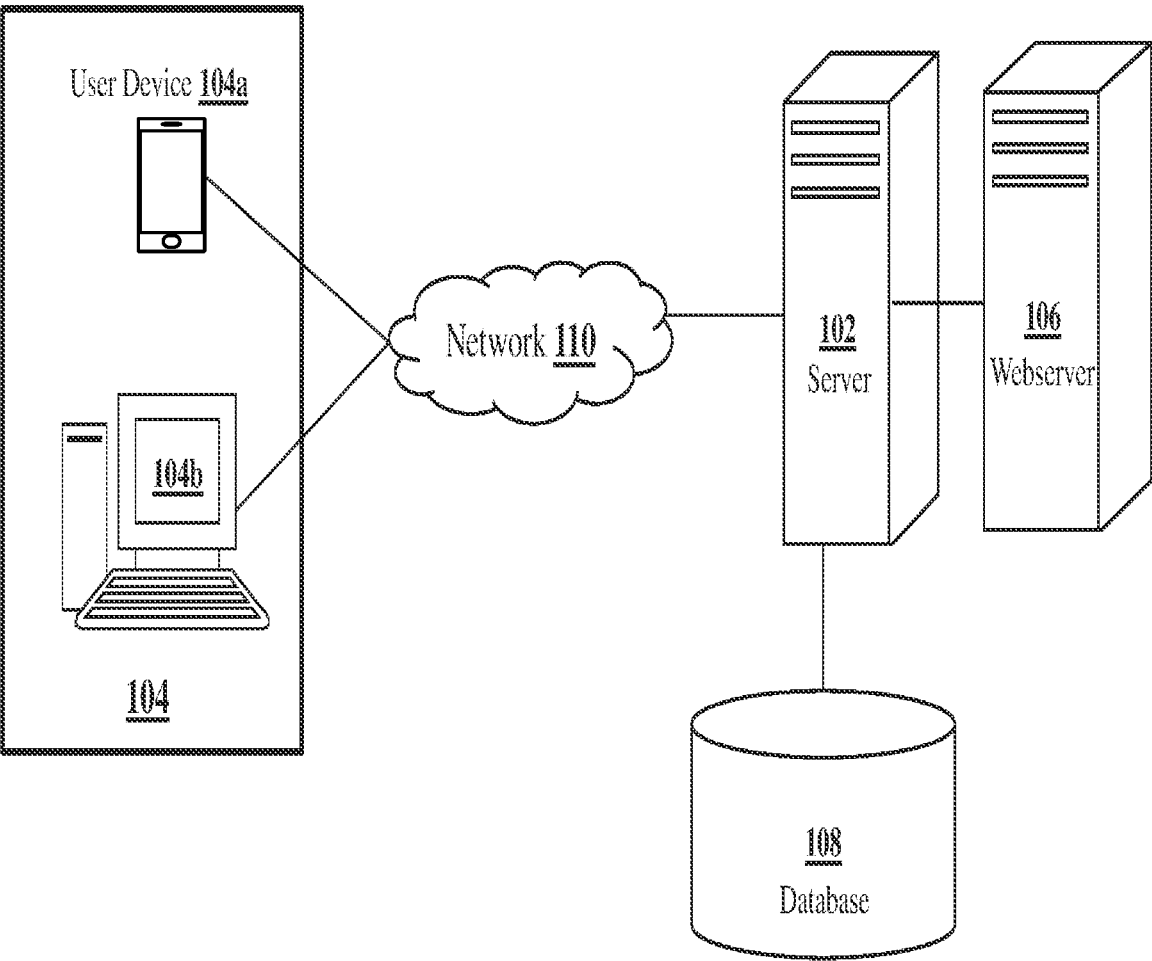 User Device 104a
Network 110
102
Server
106
Webserver
104b
104
108
Database